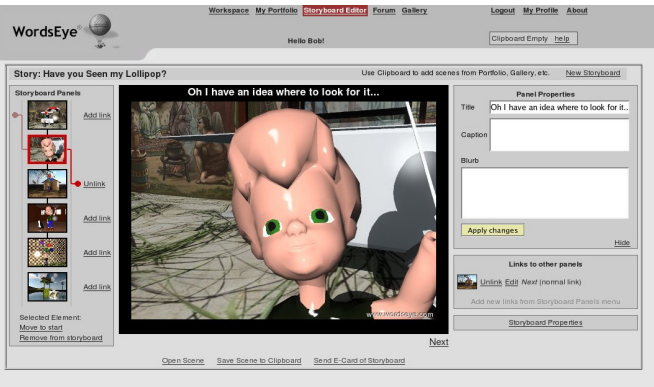 Workspace My Portfolio Storyboard Editor Forum Gallery
Logout My Profile About
WordsEye
Hello Bob!
Clipboard Empty help
Story: Have you Seen my Lollipop?
Use Clipboard to add scenes from Portfolio, Gallery, etc. New Storyboard
Storyboard Panels
Add link
Unlink
Add link
Add link
Add link
Selected Element:
Move to start
Remove from storyboard
Oh I have an idea where to look for it...
www.wordseye.com
Next
Open Scene Save Scene to Clipboard Send E-Card of Storyboard
Panel Properties
Title Oh I have an idea where to look for it..
Caption
Blurb
Apply changes
Hide
Links to other panels
Unlink Edit Next (normal link)
Add new links from Storyboard Panels menu
Storyboard Properties